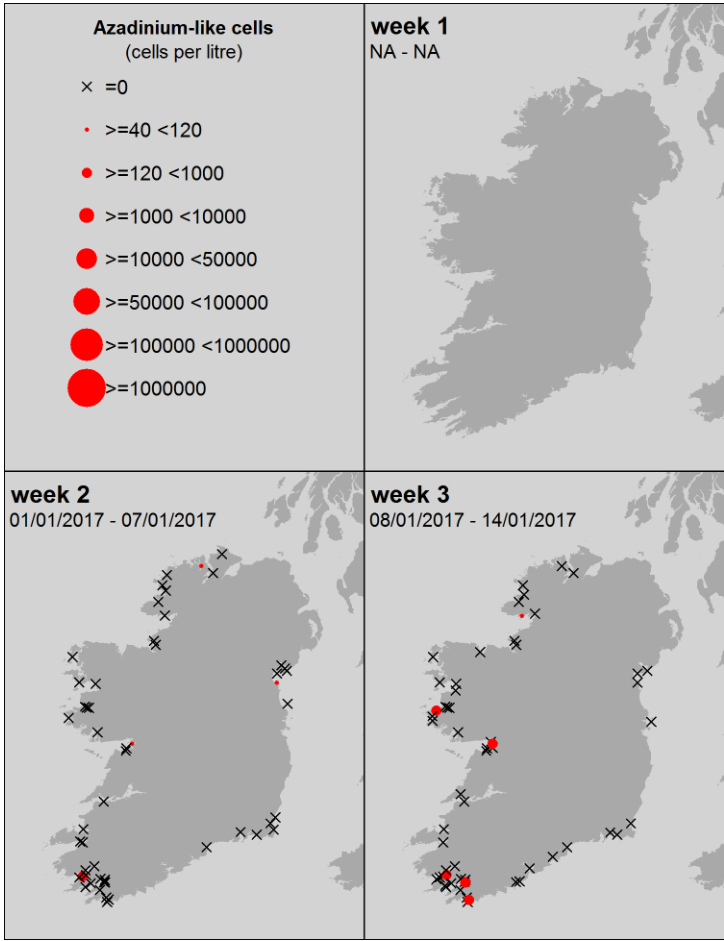 Azadinium-like cells
(cells per litre)
=0
>=40 <120
>=120 <1000
>=1000 <10000
>=10000 <50000
>=50000 <100000
>=100000 <1000000
>=1000000
week 1
NA - NA
week 2
01/01/2017 - 07/01/2017
week 3
08/01/2017 - 14/01/2017